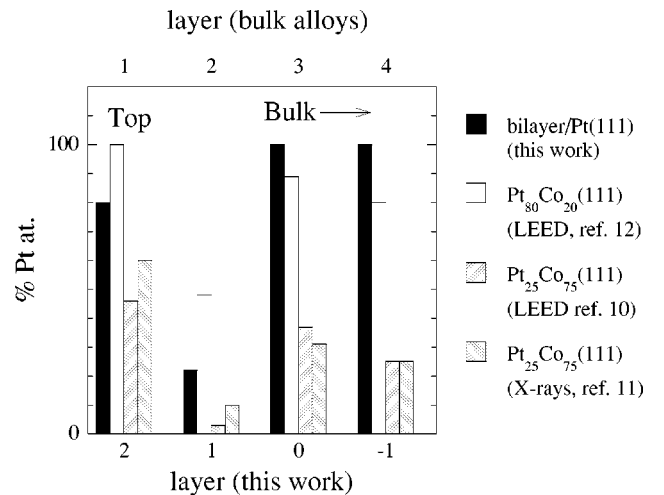 layer (bulk alloys)
1 2 3 4
Top
Bulk
100
0
% Pt at.
2 1 0 -1
layer (this work)
bilayer/Pt(111)
(this work)
Pt₈₀Co₂₀(111)
(LEED, ref. 12)
Pt₂₅Co₇₅(111)
(LEED ref. 10)
Pt₂₅Co₇₅(111)
(X-rays, ref. 11)